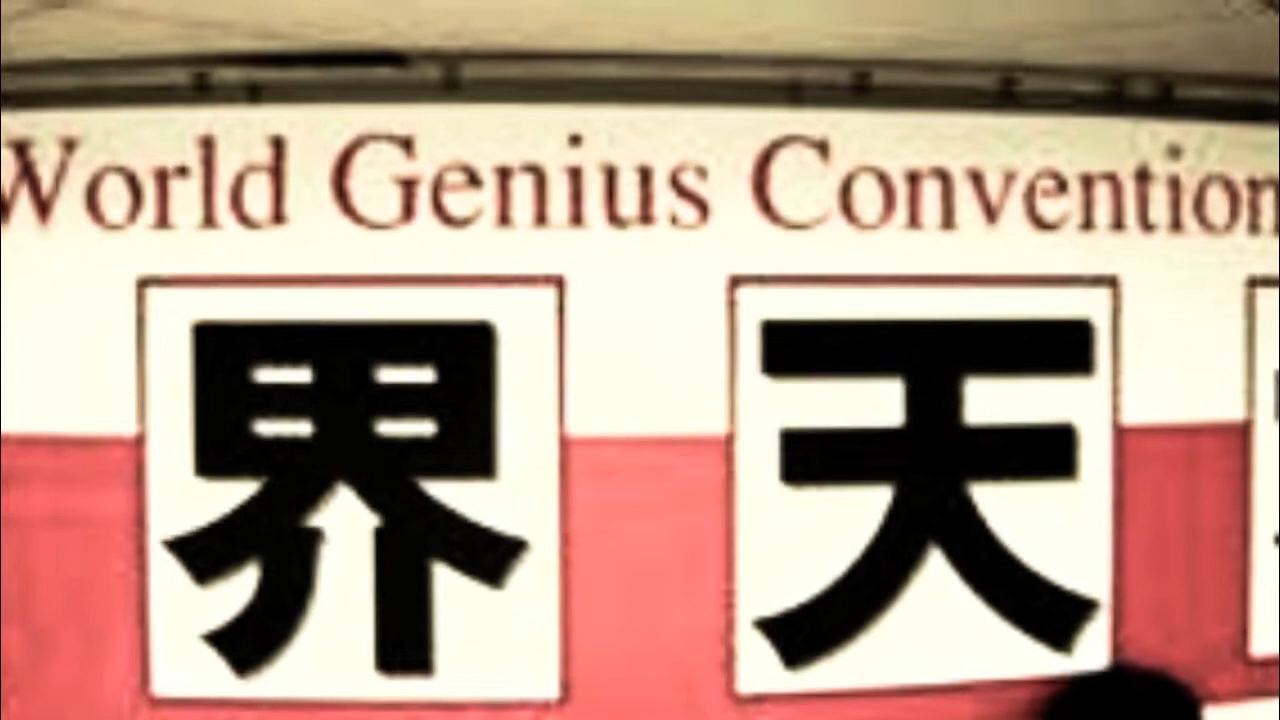 World Genius Convention
界 天